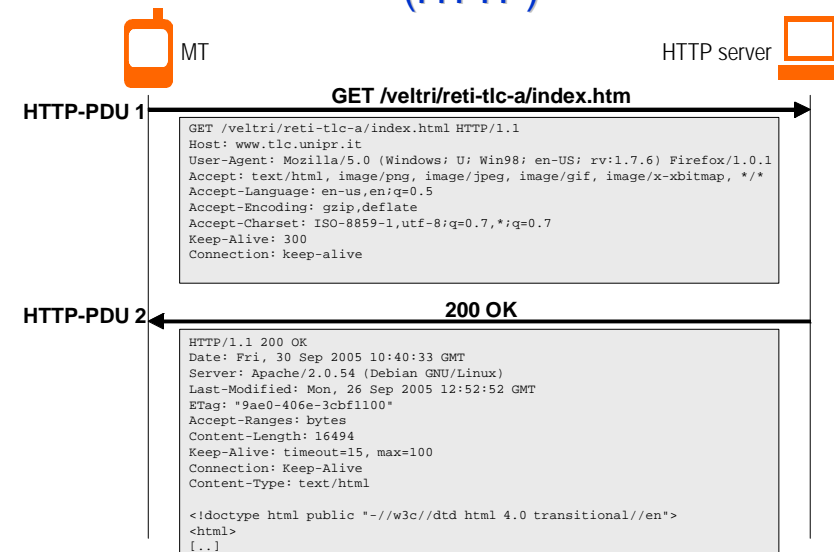 (HTTP)
MT
HTTP server
GET /veltri/reti-tlc-a/index.htm
HTTP-PDU 1
GET /veltri/reti-tlc-a/index.html HTTP/1.1
Host: www.tlc.unipr.it
User-Agent: Mozilla/5.0 (Windows; U; Win98; en-US; rv:1.7.6) Firefox/1.0.1
Accept: text/html, image/png, image/jpeg, image/gif, image/x-xbitmap, */*
Accept-Language: en-us,en;q=0.5
Accept-Encoding: gzip,deflate
Accept-Charset: ISO-8859-1,utf-8;q=0.7,*;q=0.7
Keep-Alive: 300
Connection: keep-alive
200 OK
HTTP-PDU 2
HTTP/1.1 200 OK
Date: Fri, 30 Sep 2005 10:40:33 GMT
Server: Apache/2.0.54 (Debian GNU/Linux)
Last-Modified: Mon, 26 Sep 2005 12:52:52 GMT
ETag: "9ae0-406e-3cbf1100"
Accept-Ranges: bytes
Content-Length: 16494
Keep-Alive: timeout=15, max=100
Connection: Keep-Alive
Content-Type: text/html
<!doctype html public "-//w3c//dtd html 4.0 transitional//en">
<html>
[..]